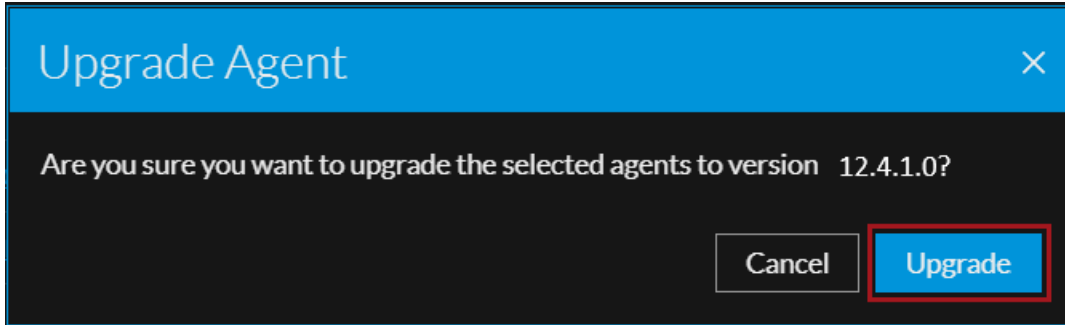 Upgrade Agent
Are you sure you want to upgrade the selected agents to version 12.4.1.0?
Cancel Upgrade